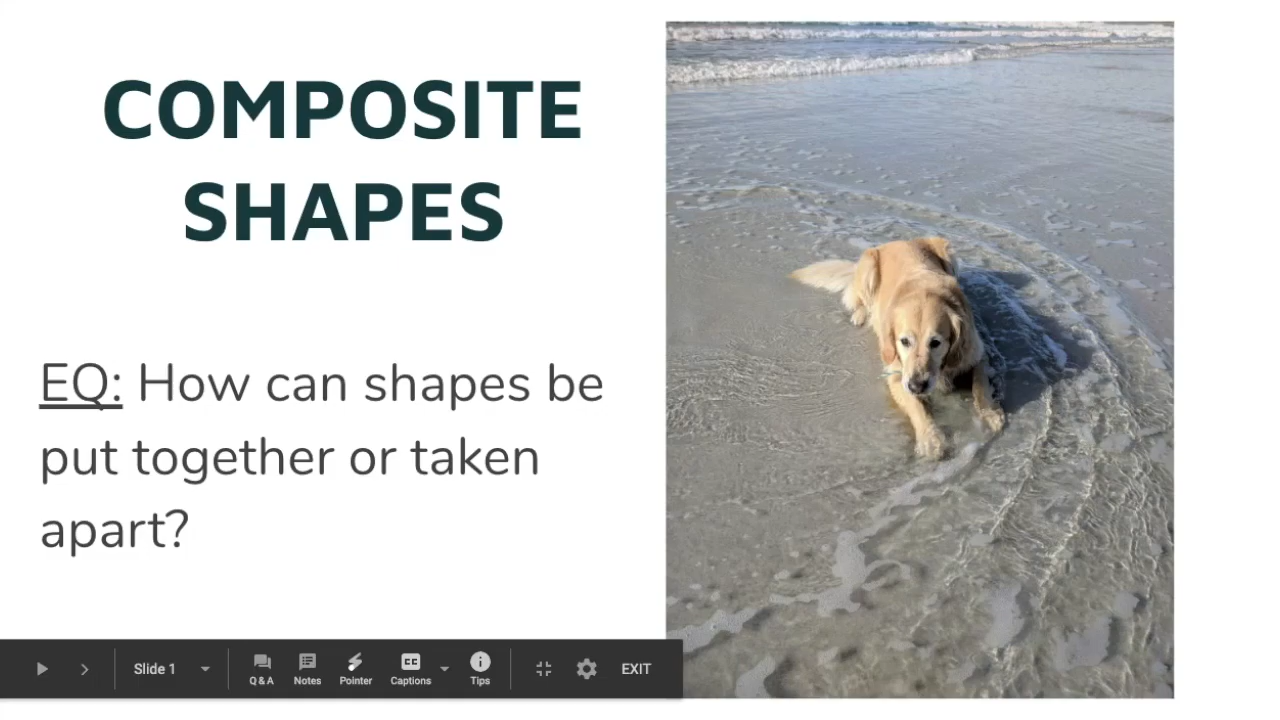 COMPOSITE
SHAPES
EQ: How can shapes be
put together or taken
apart?
Slide 1
Q & A
Notes
Pointer
CC
Captions
Tips
EXIT